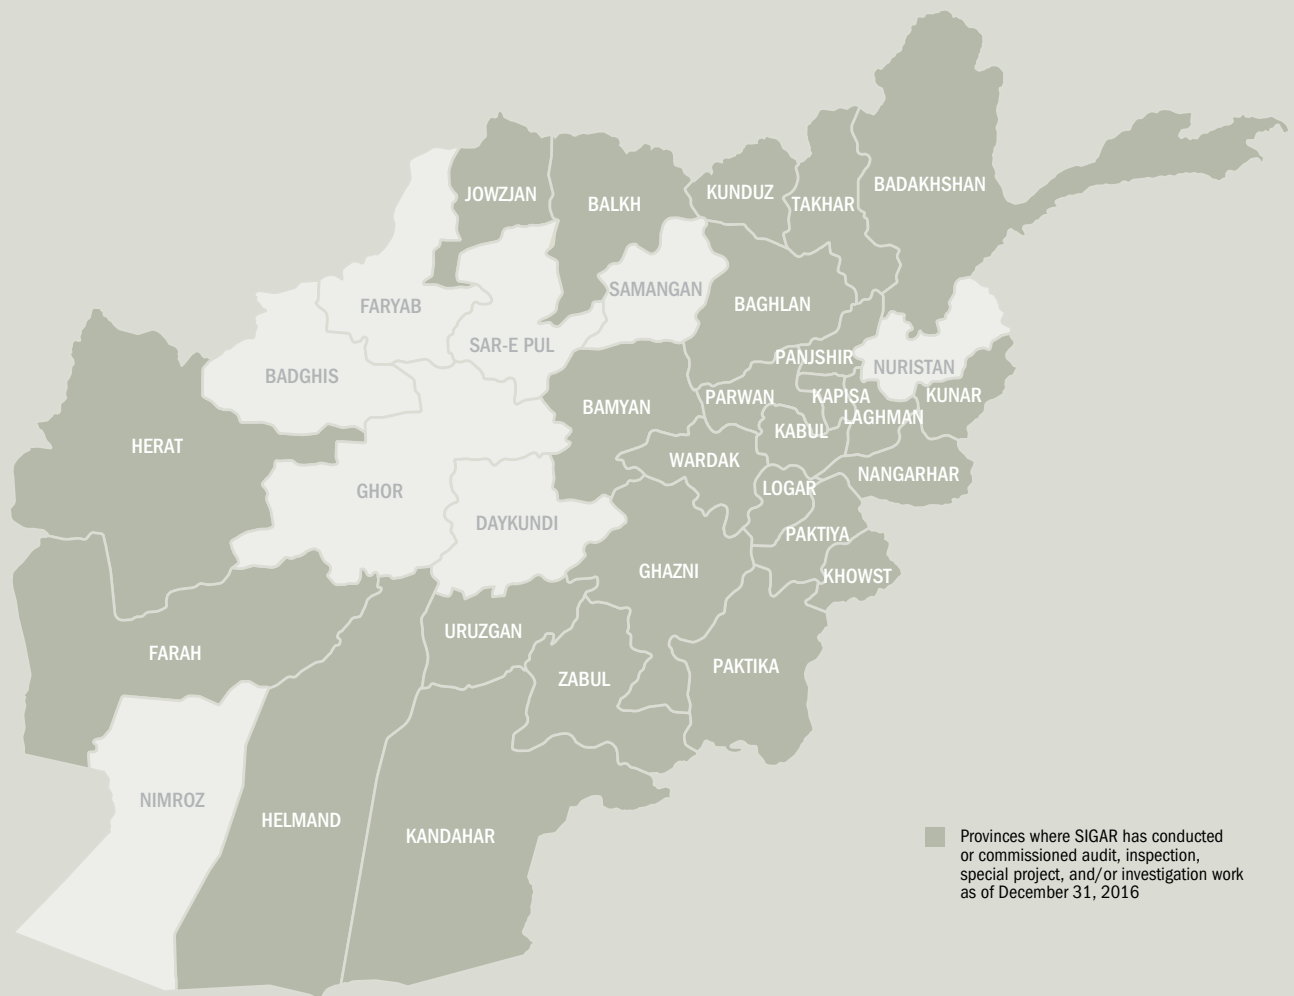 BADAKHSHAN
JOWZJAN
KUNDUZ
BALKH
TAKHAR
SAMANGAN
FARYAB
BAGHLAN
SAR-E PUL
PANJSHIR
NURISTAN
BADGHIS
KUNAR
PARWAN
KAPISA
BAMYAN
LAGHMAN
KABUL
HERAT
WARDAK
NANGARHAR
LOGAR
GHOR
DAYKUNDI
PAKTIYA
GHAZNI
KHOWST
URUZGAN
FARAH
PAKTIKA
ZABUL
NIMROZ
HELMAND
KANDAHAR
Provinces where SIGAR has conducted
or commissioned audit, inspection,
special project, and/or investigation work
as of December 31, 2016